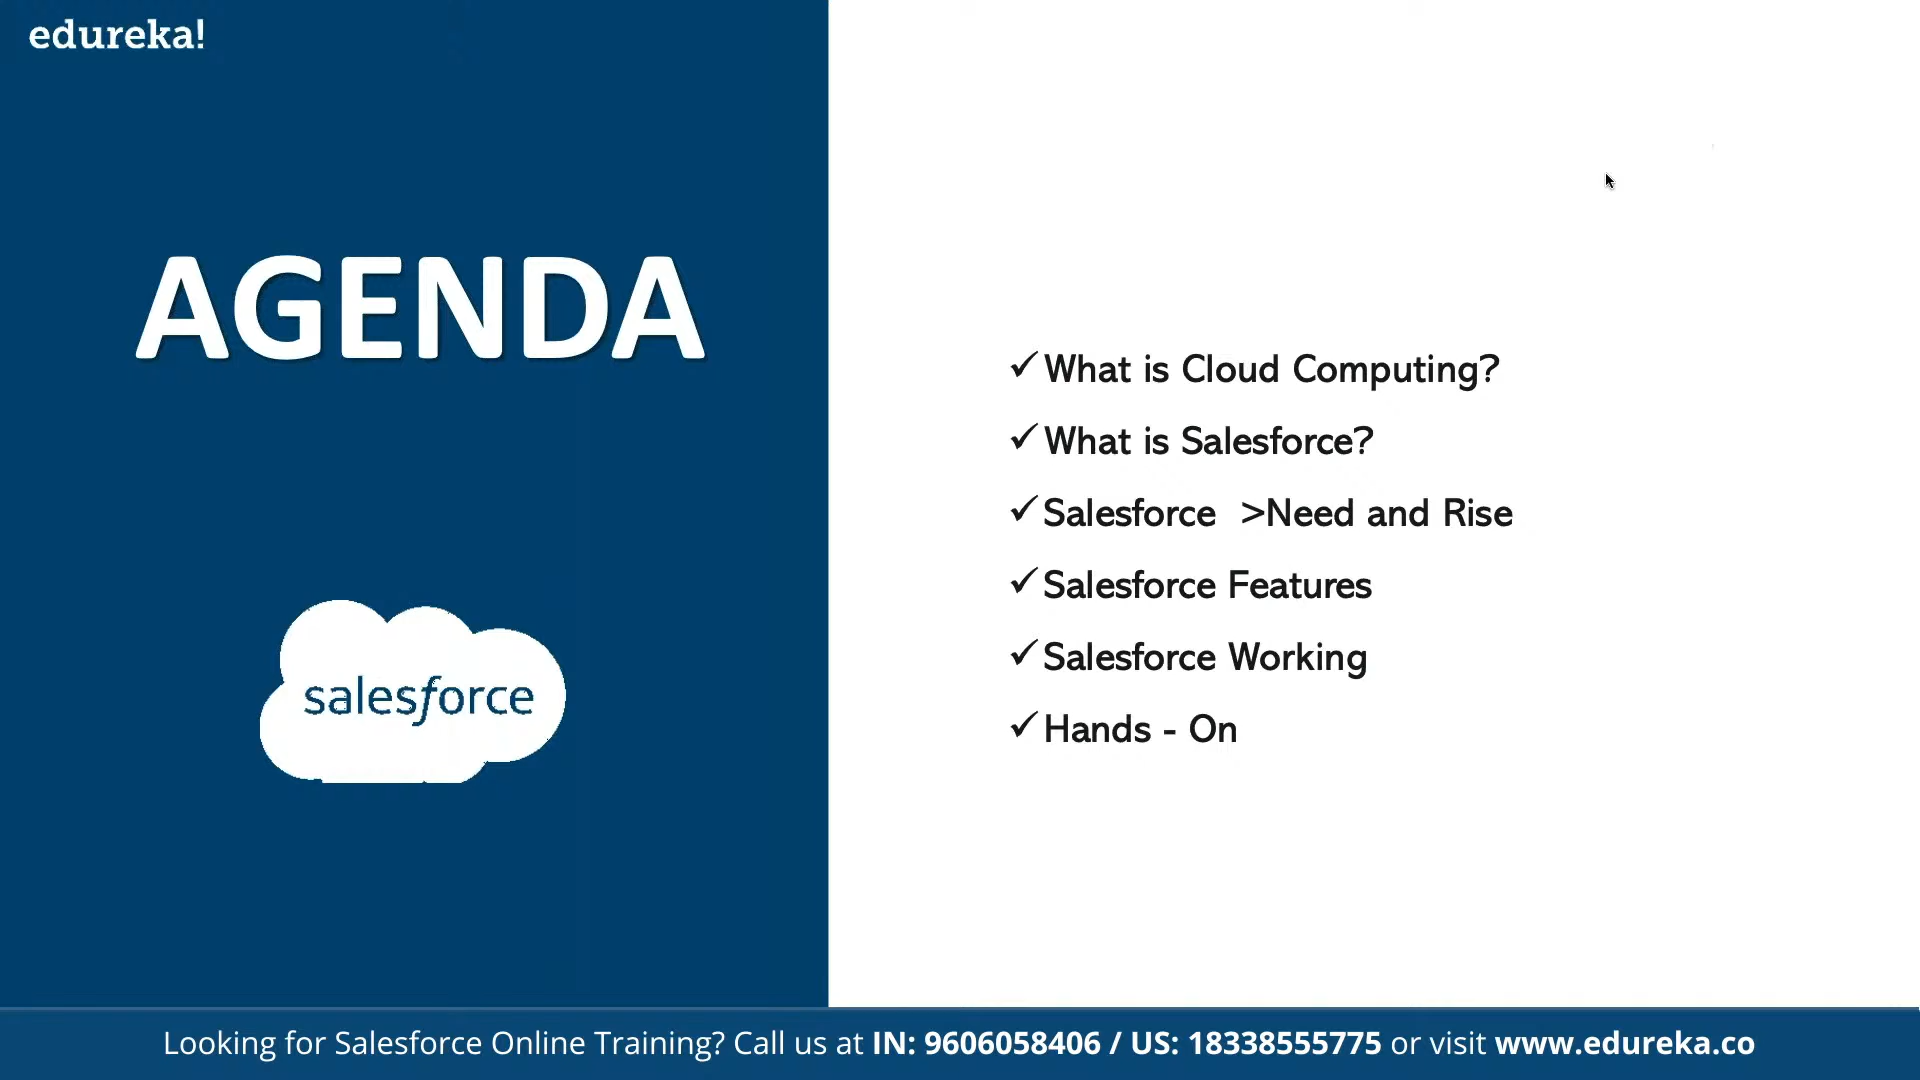 edureka!
AGENDA
salesforce
✓What is Cloud Computing?
✓What is Salesforce?
✓Salesforce >Need and Rise
✓Salesforce Features
✓Salesforce Working
✓Hands - On
Looking for Salesforce Online Training? Call us at IN: 9606058406 / US: 18338555775 or visit www.edureka.co